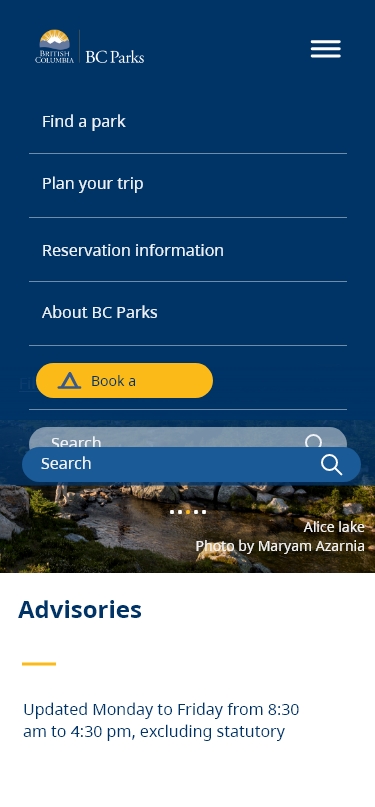 BRITISH
COLUMBIA
BC Parks
Find a park
Plan your trip
Reservation information
About BC Parks
Book a
Search
Search
Alice lake
Photo by Maryam Azarnia
Advisories
Updated Monday to Friday from 8:30
am to 4:30 pm, excluding statutory